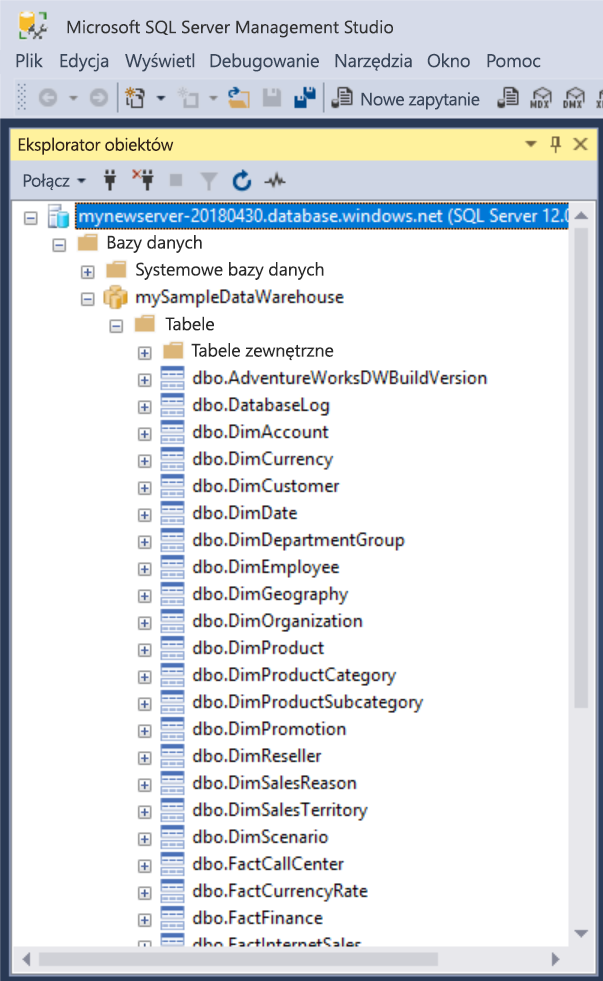 Microsoft SQL Server Management Studio
Plik Edycja Wyświetl Debugowanie Narzędzia Okno Pomoc
Nowe zapytanie MDX DMX
Eksplorator obiektów
Połącz
mynewserver-20180430.database.windows.net (SQL Server 12.0
Bazy danych
Systemowe bazy danych
mySampleDataWarehouse
Tabele
Tabele zewnętrzne
dbo.AdventureWorksDWBuildVersion
dbo.DatabaseLog
dbo.DimAccount
dbo.DimCurrency
dbo.DimCustomer
dbo.DimDate
dbo.DimDepartmentGroup
dbo.DimEmployee
dbo.DimGeography
dbo.DimOrganization
dbo.DimProduct
dbo.DimProductCategory
dbo.DimProductSubcategory
dbo.DimPromotion
dbo.DimReseller
dbo.DimSalesReason
dbo.DimSalesTerritory
dbo.DimScenario
dbo.FactCallCenter
dbo.FactCurrencyRate
dbo.FactFinance
dbo.FactInternetSales